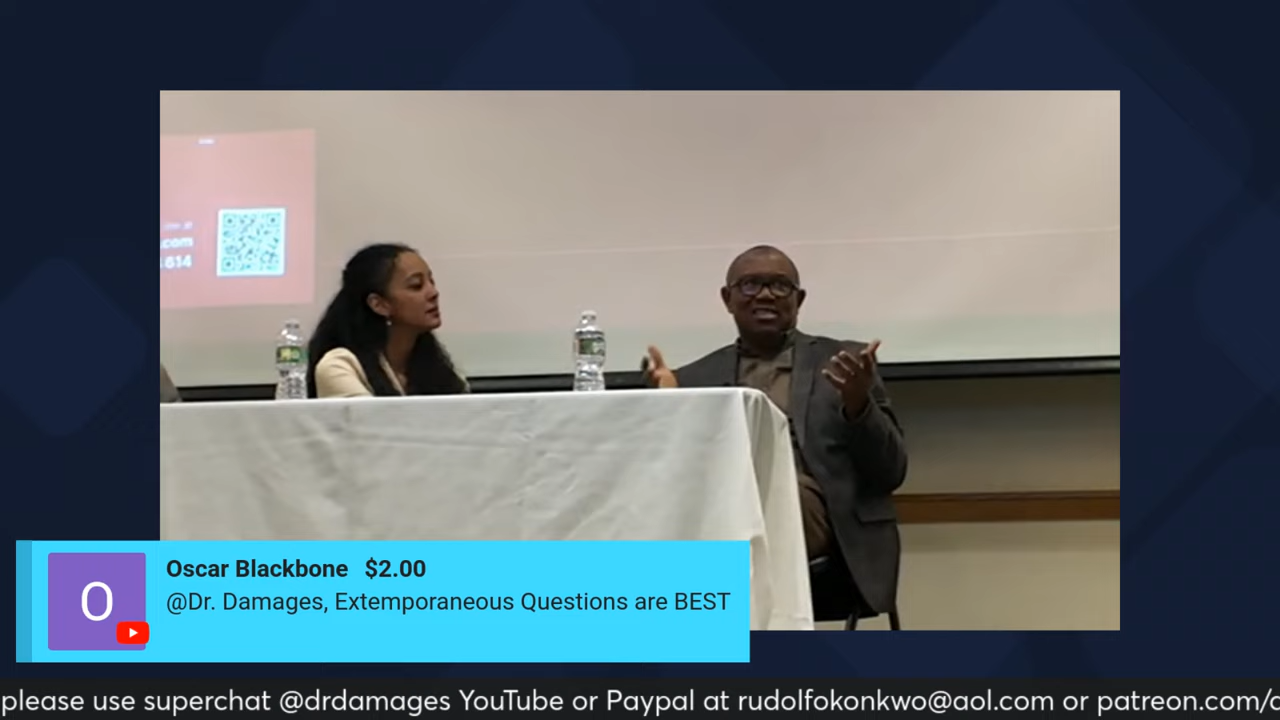 .com
614
O
Oscar Blackbone $2.00
@Dr. Damages, Extemporaneous Questions are BEST
please use superchat @drdamages YouTube or Paypal at rudolfokonkwo@aol.com or patreon.com/